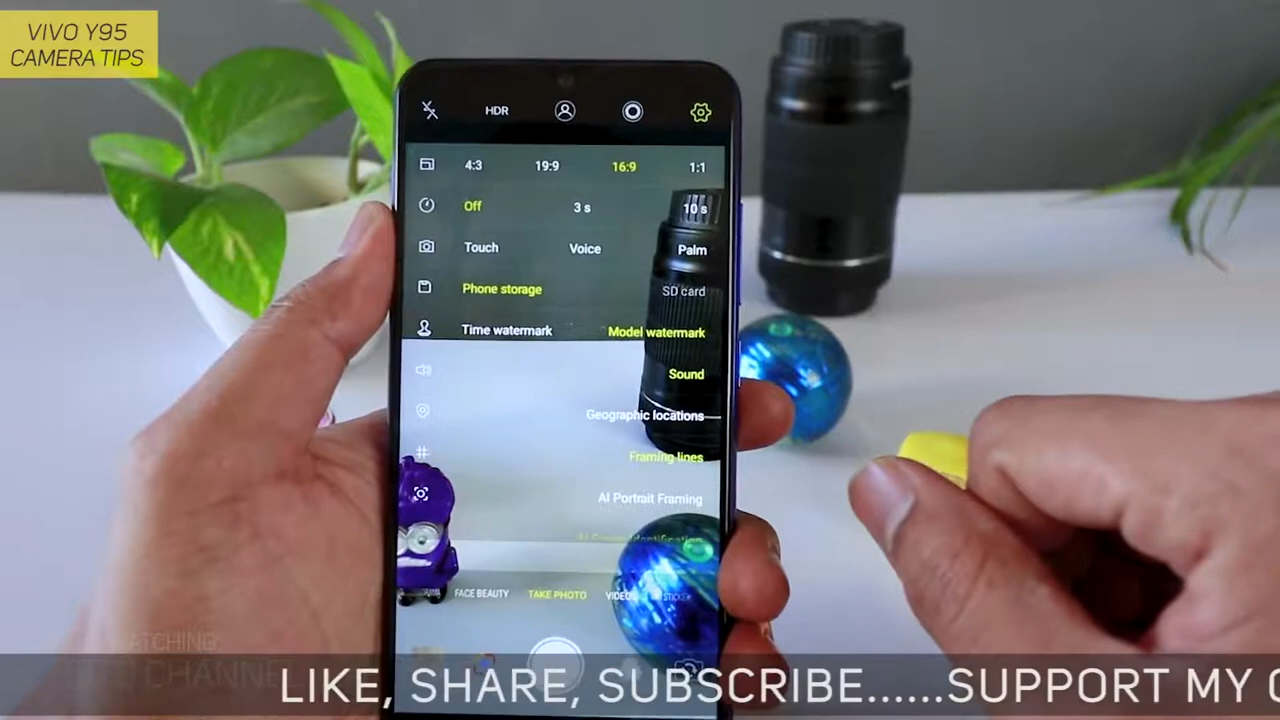 VIVO Y95
CAMERA TIPS
HDR
4:3 19:9 16:9 1:1
Off 3 s 10 s
Touch Voice Palm
Phone storage SD card
Time watermark Model watermark
Sound
Geographic locations
Framing lines
AI Portrait Framing
FACE BEAUTY TAKE PHOTO VIDEO
CHANNEL
LIKE, SHARE, SUBSCRIBE......SUPPORT MY